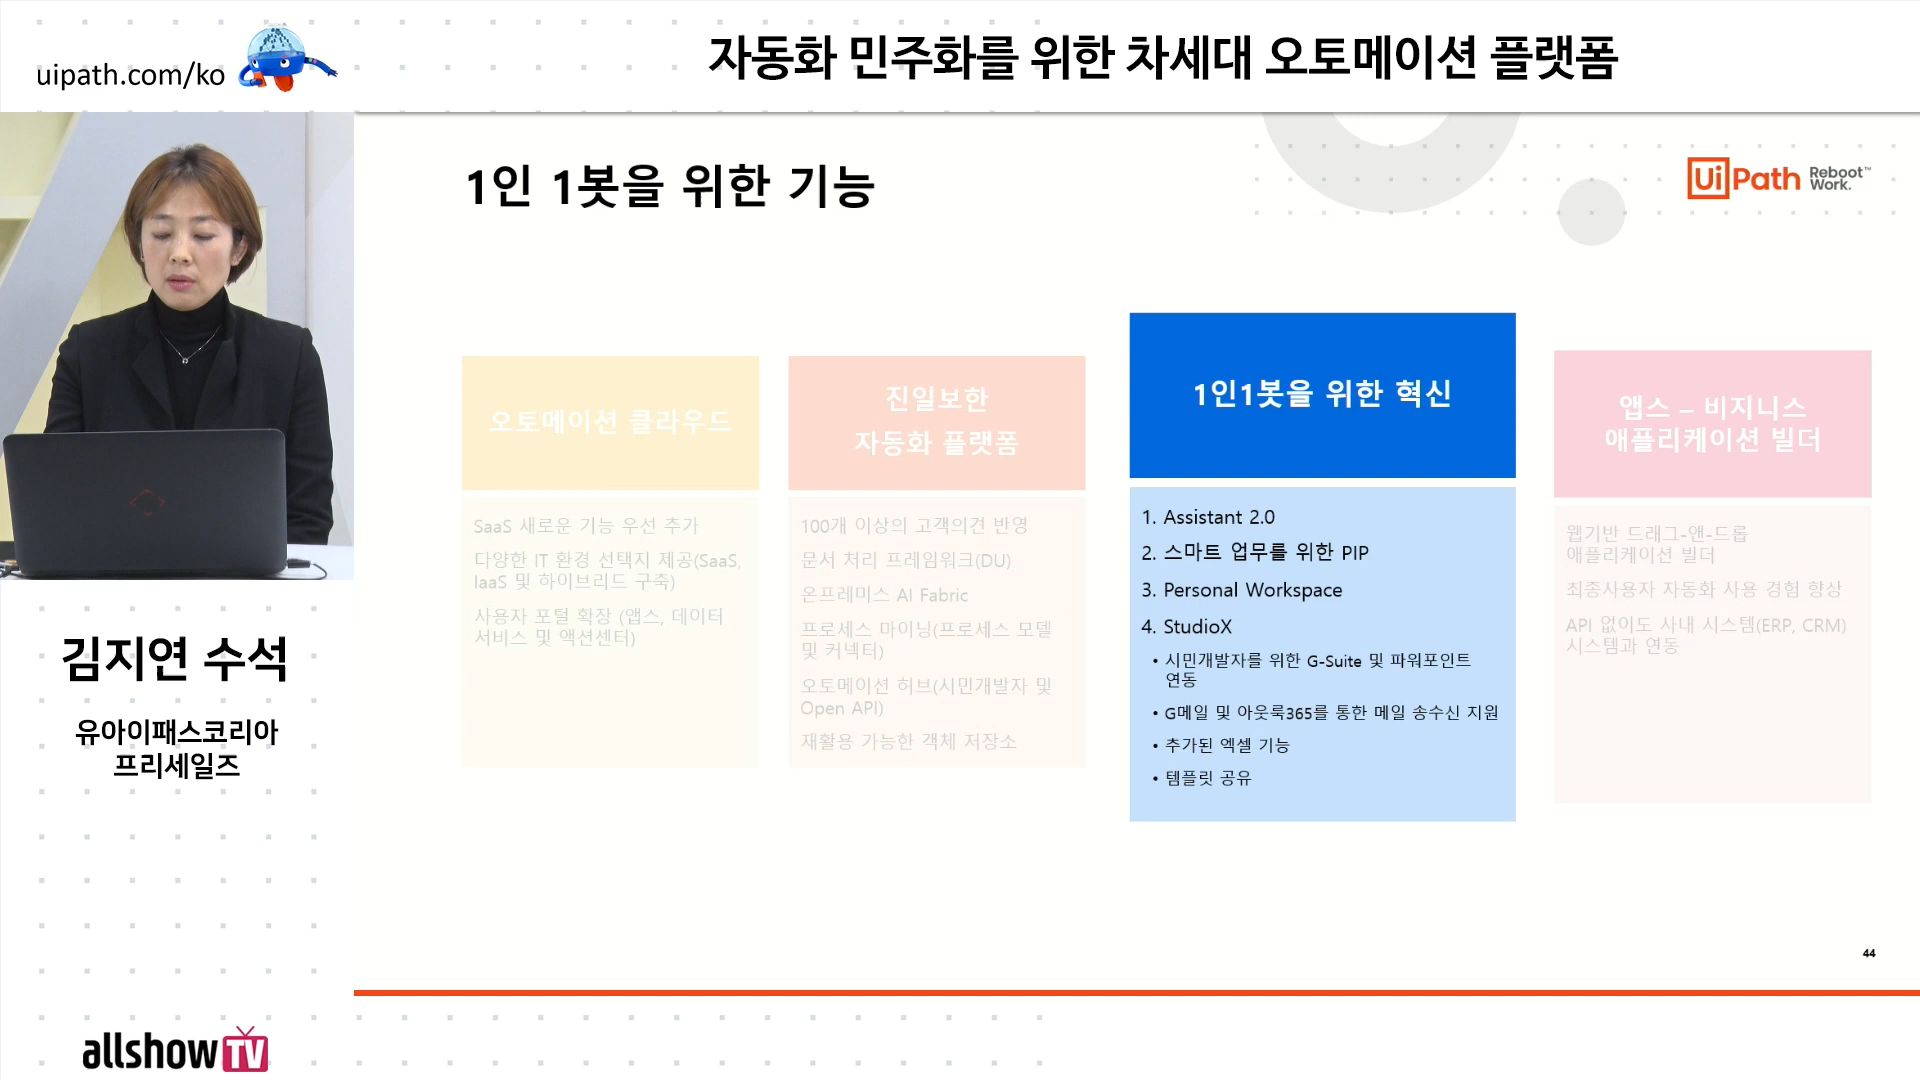 uipath.com/ko
자동화 민주화를 위한 차세대 오토메이션 플랫폼
1인 1봇을 위한 기능
UiPath Reboot™
Work.
오토메이션 클라우드
SaaS 새로운 기능 우선 추가
다양한 IT 환경 선택지 제공(SaaS,
IaaS 및 하이브리드 구축)
사용자 포털 확장 (앱스, 데이터
서비스 및 액션센터)
진일보한
자동화 플랫폼
100개 이상의 고객의견 반영
문서 처리 프레임워크(DU)
온프레미스 AI Fabric
프로세스 마이닝(프로세스 모델
및 커넥터)
오토메이션 허브(시민개발자 및
Open API)
재활용 가능한 객체 저장소
1인1봇을 위한 혁신
1. Assistant 2.0
2. 스마트 업무를 위한 PIP
3. Personal Workspace
4. StudioX
• 시민개발자를 위한 G-Suite 및 파워포인트
연동
• G메일 및 아웃룩365를 통한 메일 송수신 지원
• 추가된 엑셀 기능
• 템플릿 공유
앱스 – 비지니스
애플리케이션 빌더
웹기반 드래그-앤-드롭
애플리케이션 빌더
최종사용자 자동화 사용 경험 향상
API 없이도 사내 시스템(ERP, CRM)
시스템과 연동
44
김지연 수석
유아이패스코리아
프리세일즈
allshowTV